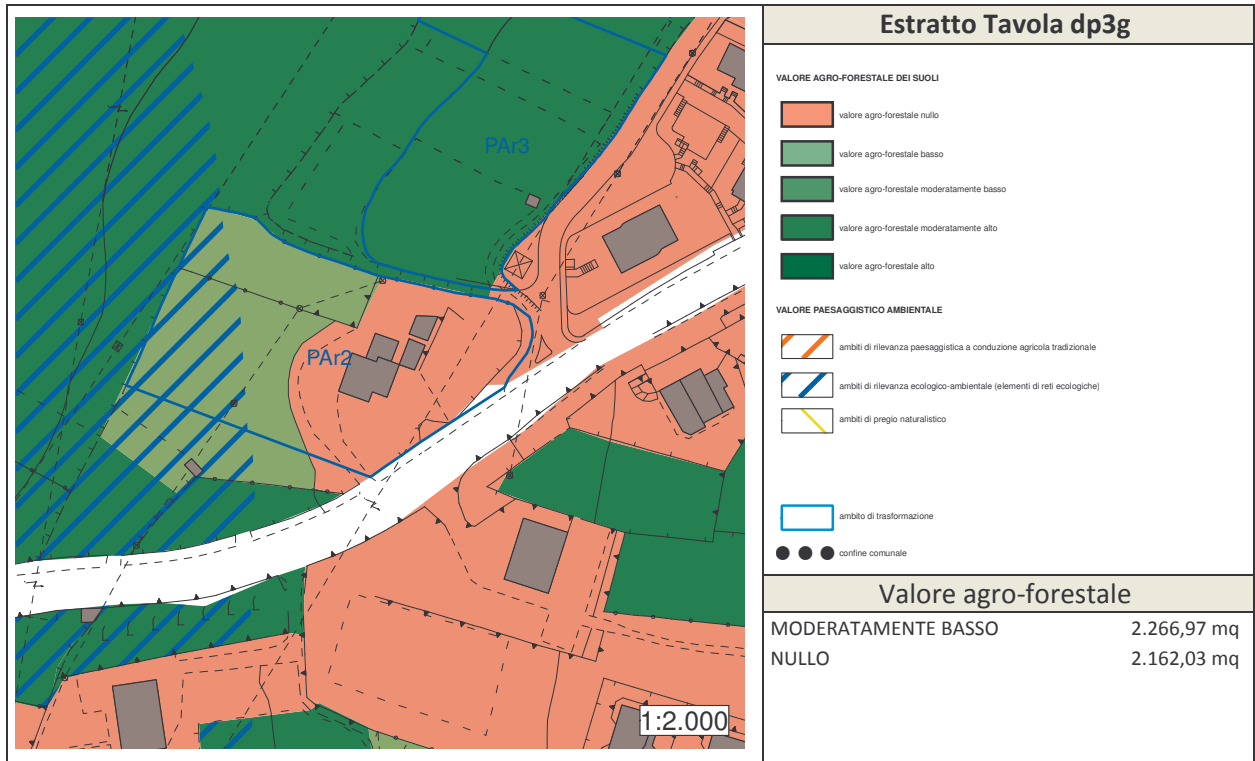 PAr3
PAr2
1:2.000
Estratto Tavola dp3g
VALORE AGRO-FORESTALE DEI SUOLI
valore agro-forestale nullo
valore agro-forestale basso
valore agro-forestale moderatamente basso
valore agro-forestale moderatamente alto
valore agro-forestale alto
VALORE PAESAGGISTICO AMBIENTALE
ambiti di rilevanza paesaggistica a conduzione agricola tradizionale
ambiti di rilevanza ecologico-ambientale (elementi di reti ecologiche)
ambiti di pregio naturalistico
ambito di trasformazione
confine comunale
Valore agro-forestale
MODERATAMENTE BASSO 2.266,97 mq
NULLO 2.162,03 mq